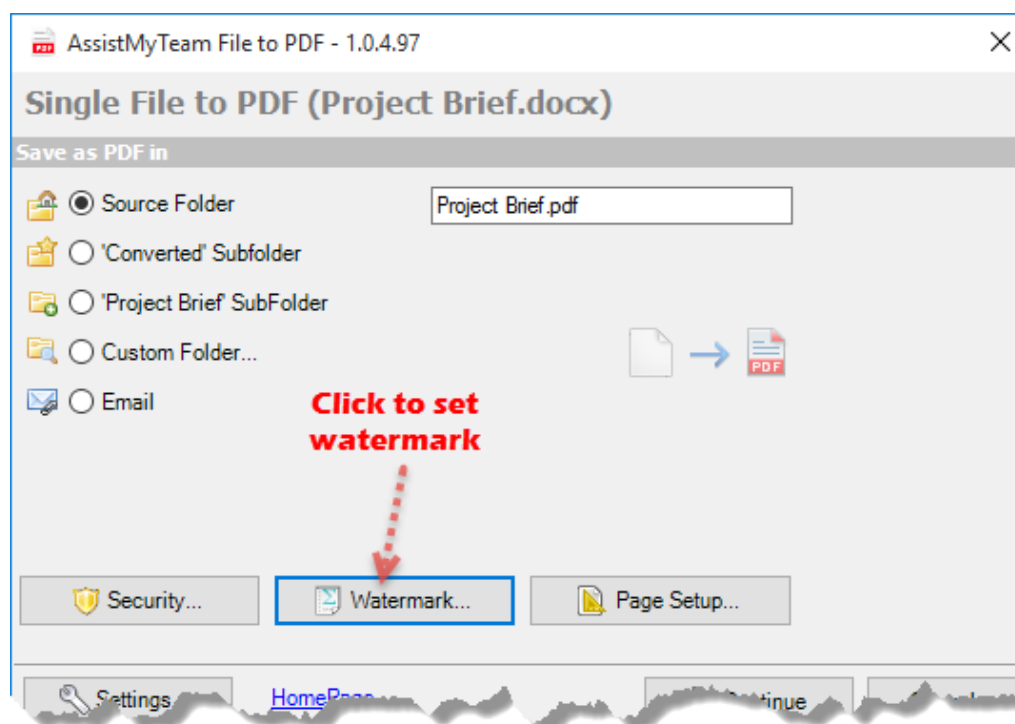 AssistMyTeam File to PDF - 1.0.4.97
Single File to PDF (Project Brief.docx)
Save as PDF in
Source Folder
Project Brief.pdf
'Converted' Subfolder
'Project Brief' SubFolder
Custom Folder...
PDF
Email
Click to set
watermark
Security...
Watermark...
Page Setup...
Settings
HomePage